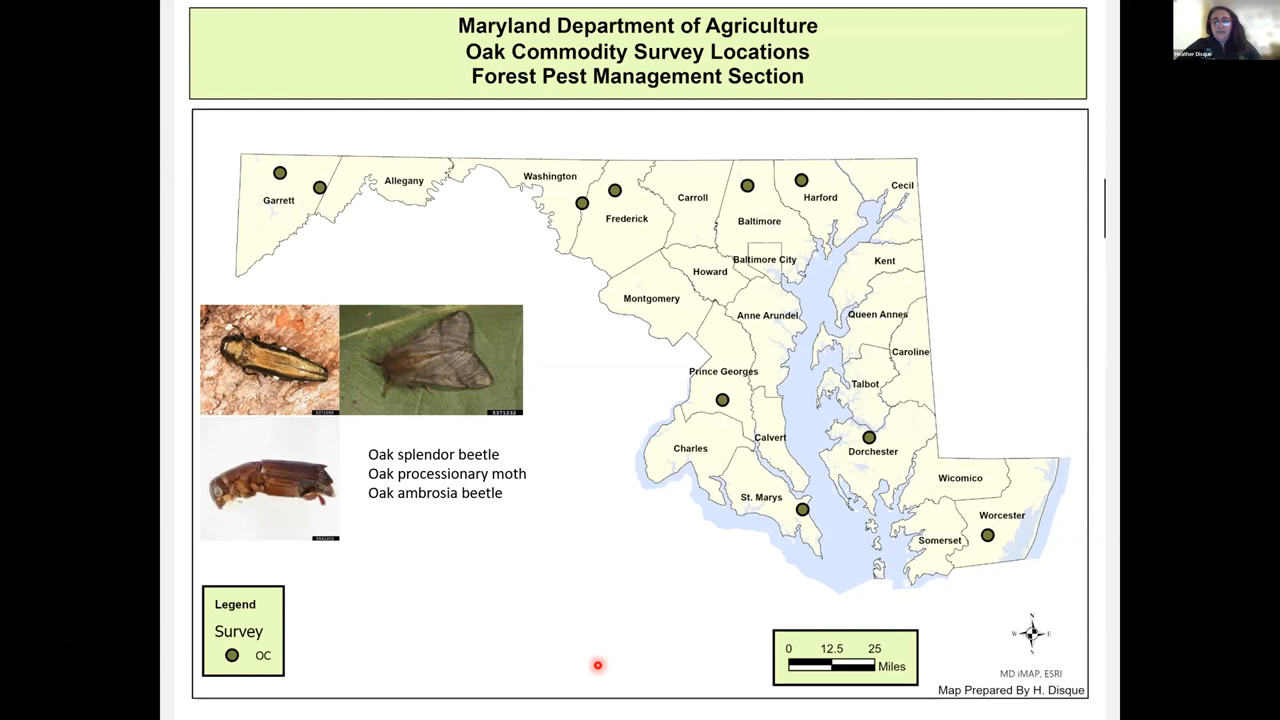 Maryland Department of Agriculture
Oak Commodity Survey Locations
Forest Pest Management Section
Heather Disque
Garrett
Allegany
Washington
Frederick
Carroll
Baltimore
Harford
Cecil
Baltimore City
Howard
Kent
Montgomery
Anne Arundel
Queen Annes
Caroline
Prince Georges
Talbot
Charles
Calvert
Dorchester
St. Marys
Wicomico
Worcester
Somerset
5371232
Oak splendor beetle
Oak processionary moth
Oak ambrosia beetle
Legend
Survey
OC
0 12.5 25
Miles
N
W E
S
MD iMAP, ESRI
Map Prepared By H. Disque